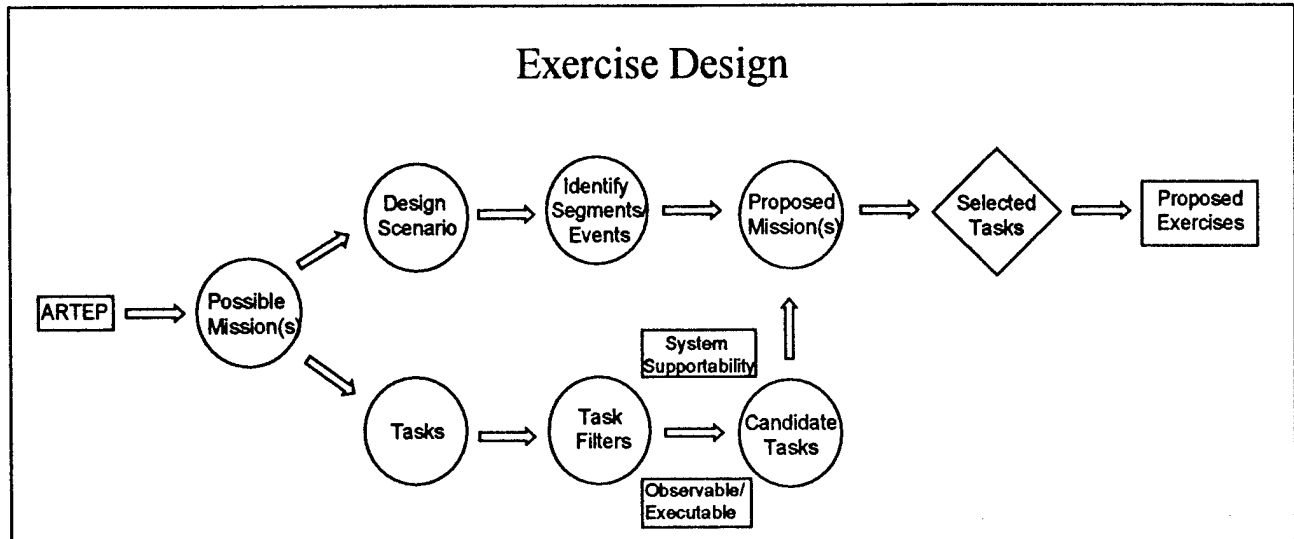 Exercise Design
Design
Scenario
Identify
Segments/
Events
Proposed
Mission(s)
Selected
Tasks
Proposed
Exercises
ARTEP
Possible
Mission(s)
System
Supportability
Tasks
Task
Filters
Candidate
Tasks
Observable/
Executable